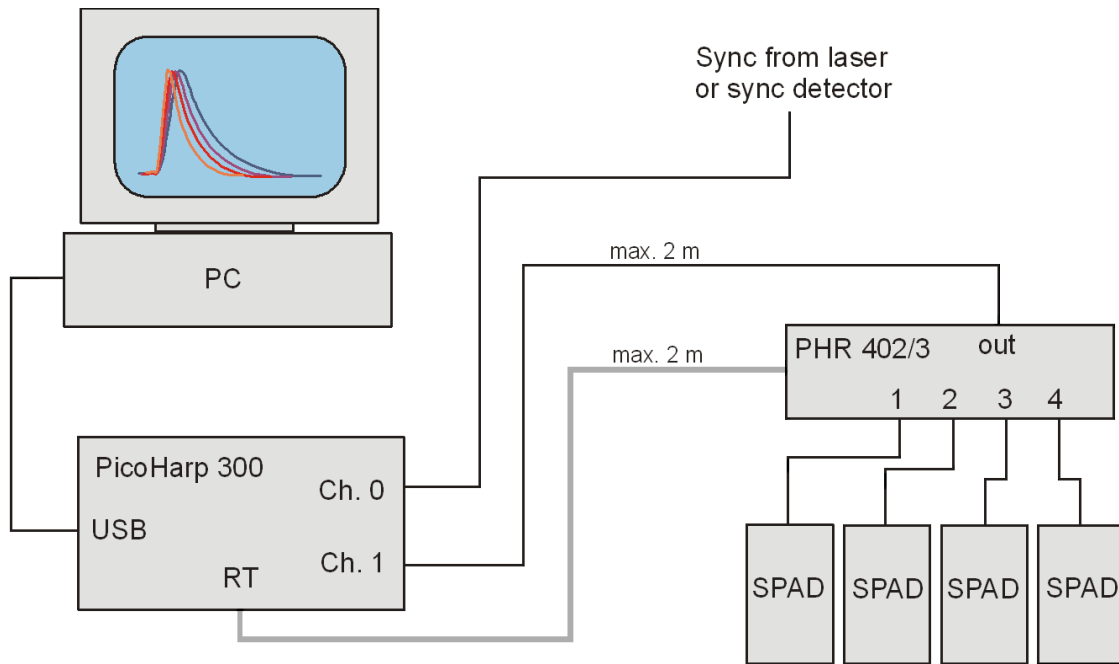 Sync from laser
or sync detector
PC
max. 2 m
PHR 402/3 out
max. 2 m
1 2 3 4
PicoHarp 300
Ch. 0
USB
Ch. 1
RT
SPAD SPAD SPAD SPAD